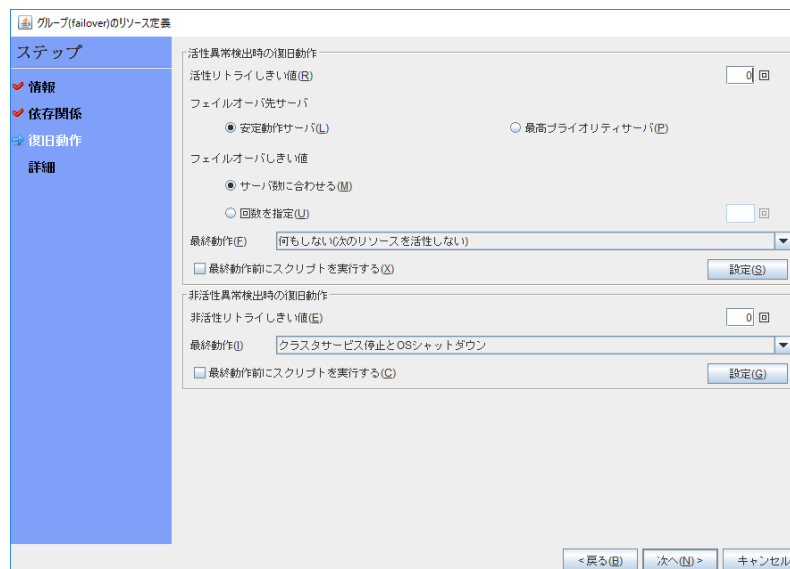 グループ(failover)のリソース定義
ステップ
情報
依存関係
復旧動作
詳細
活性異常検出時の復旧動作
活性リトライしきい値(R) 0 回
フェイルオーバ先サーバ
安定動作サーバ(L) 最高プライオリティサーバ(P)
フェイルオーバしきい値
サーバ数に合わせる(M)
回数を指定(U) 回
最終動作(F) 何もしない(次のリソースを活性しない)
最終動作前にスクリプトを実行する(X) 設定(S)
非活性異常検出時の復旧動作
非活性リトライしきい値(E) 0 回
最終動作(I) クラスタサービス停止とOSシャットダウン
最終動作前にスクリプトを実行する(C) 設定(G)
<戻る(B) 次へ(N)> キャンセル